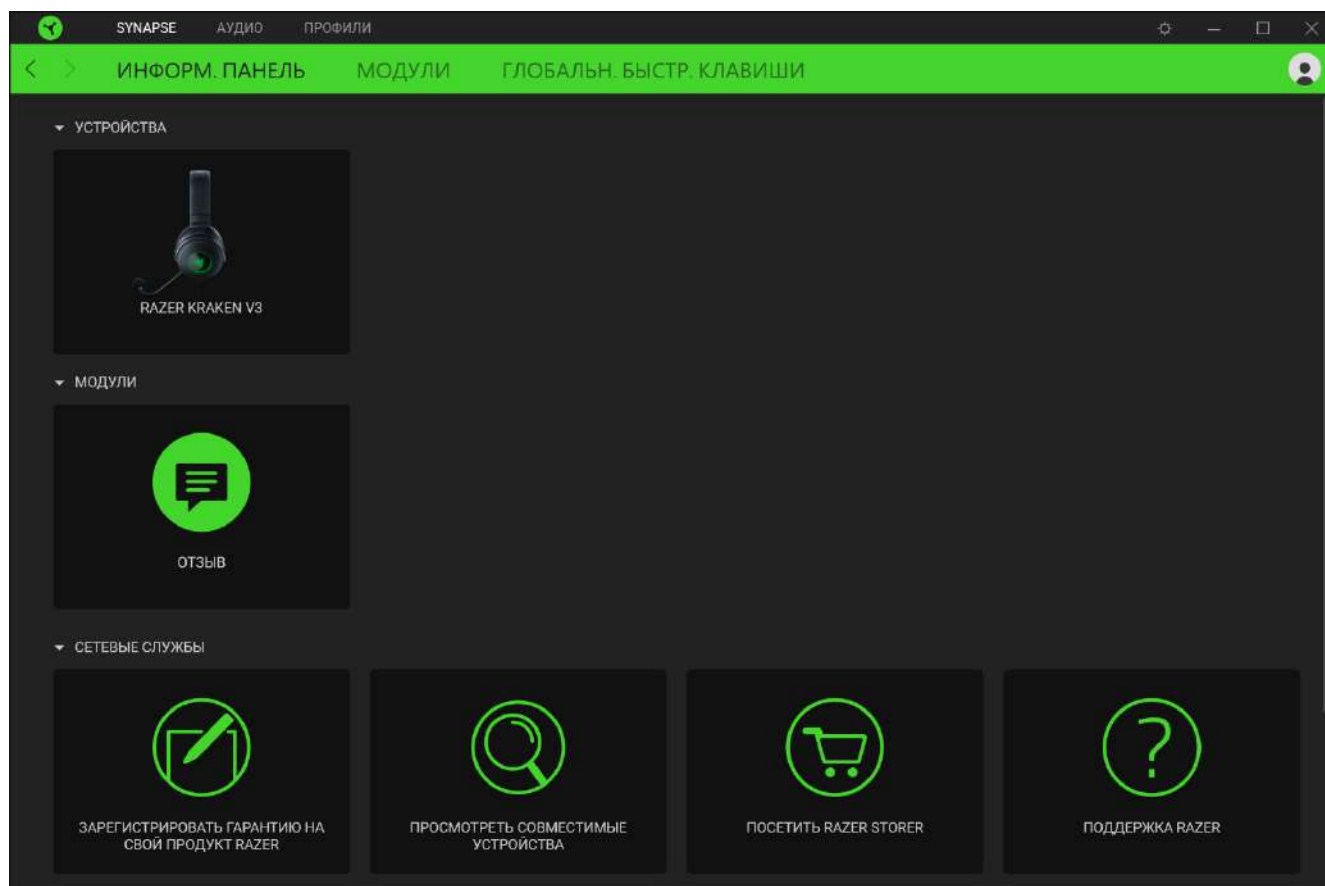 SYNAPSE АУДИО ПРОФИЛИ
ИНФОРМ. ПАНЕЛЬ МОДУЛИ ГЛОБАЛЬН. БЫСТР. КЛАВИШИ
УСТРОЙСТВА
RAZER KRAKEN V3
МОДУЛИ
ОТЗЫВ
СЕТЕВЫЕ СЛУЖБЫ
ЗАРЕГИСТРИРОВАТЬ ГАРАНТИЮ НА
СВОЙ ПРОДУКТ RAZER
ПРОСМОТРЕТЬ СОВМЕСТИМЫЕ
УСТРОЙСТВА
ПОСЕТИТЬ RAZER STORER
ПОДДЕРЖКА RAZER